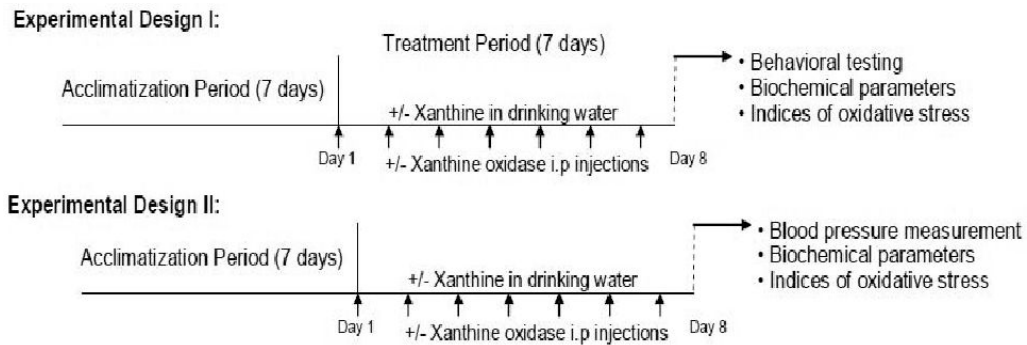 Experimental Design I:
Treatment Period (7 days)
Acclimatization Period (7 days)
• Behavioral testing
• Biochemical parameters
• Indices of oxidative stress
+/- Xanthine in drinking water
Day 1
+/- Xanthine oxidase i.p injections
Day 8
Experimental Design II:
Acclimatization Period (7 days)
• Blood pressure measurement
• Biochemical parameters
• Indices of oxidative stress
+/- Xanthine in drinking water
Day 1
+/- Xanthine oxidase i.p injections
Day 8